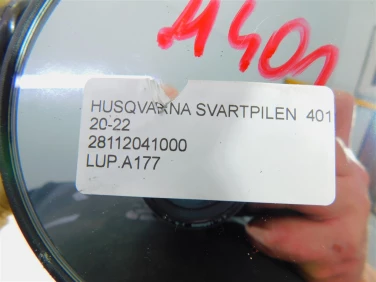 401
HUSQVARNA SVARTPILEN 401
20-22
28112041000
LUP.A177